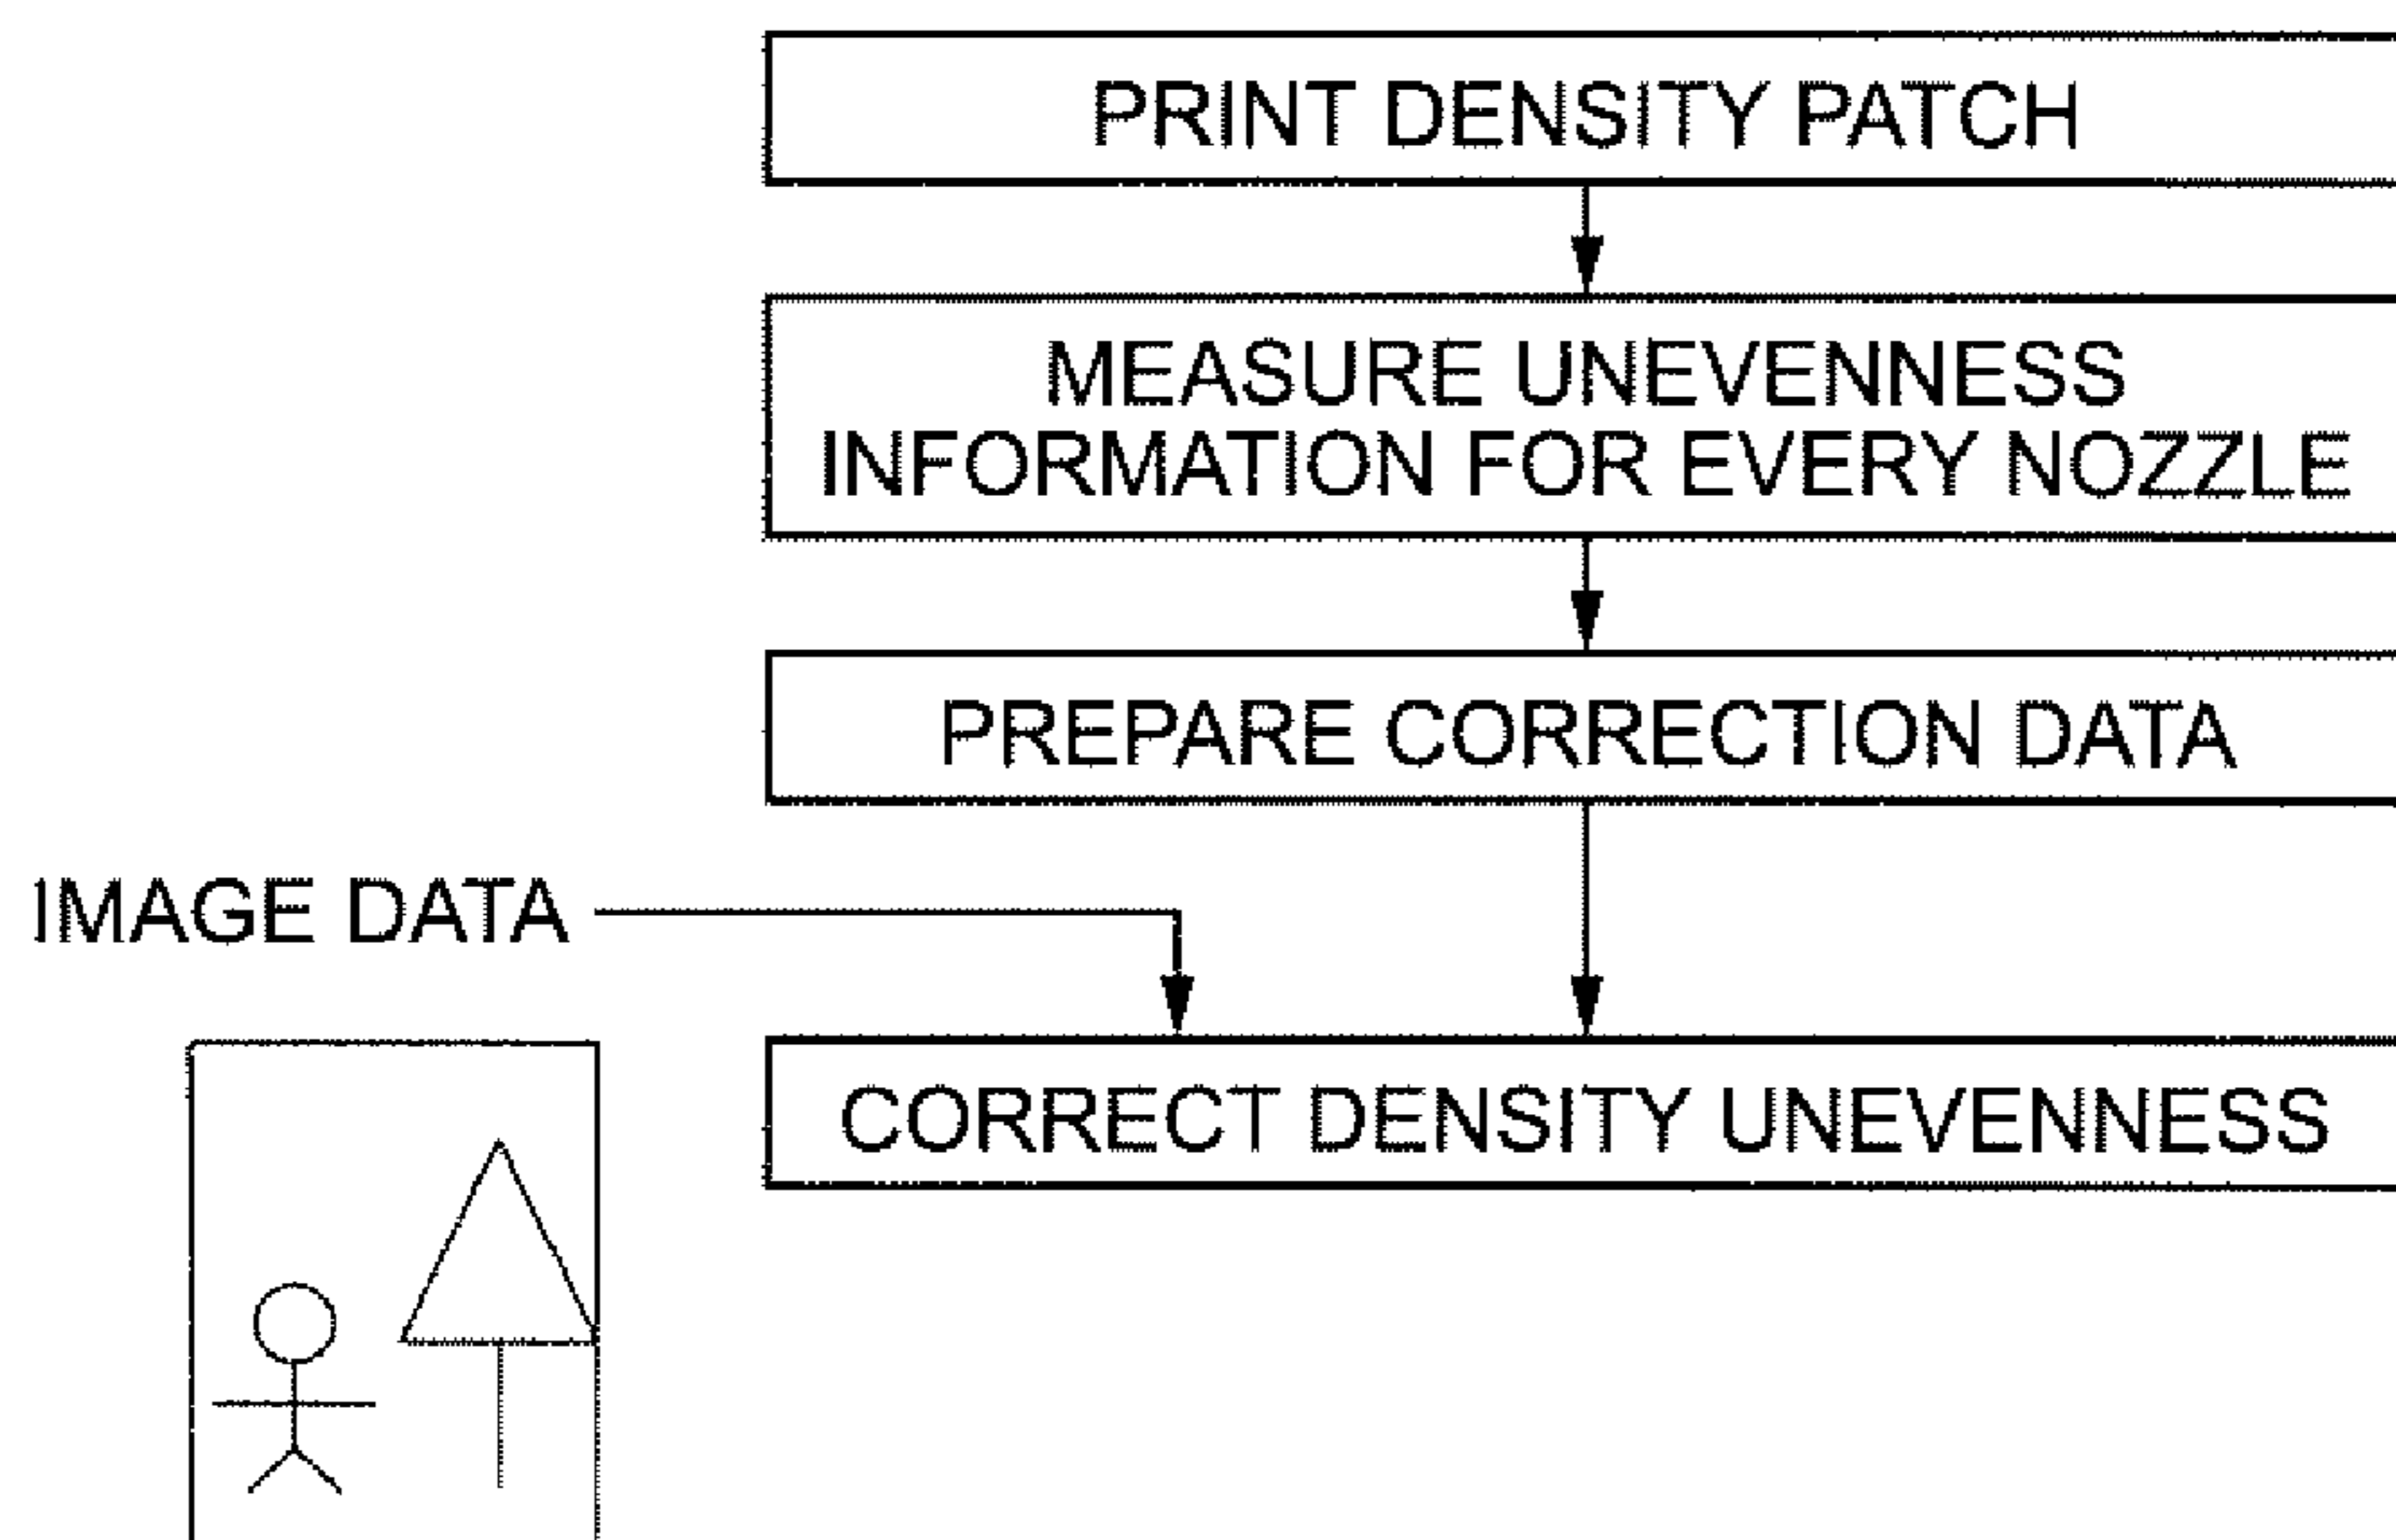 PRINT DENSITY PATCH
MEASURE UNEVENNESS
INFORMATION FOR EVERY NOZZLE
PREPARE CORRECTION DATA
IMAGE DATA
CORRECT DENSITY UNEVENNESS